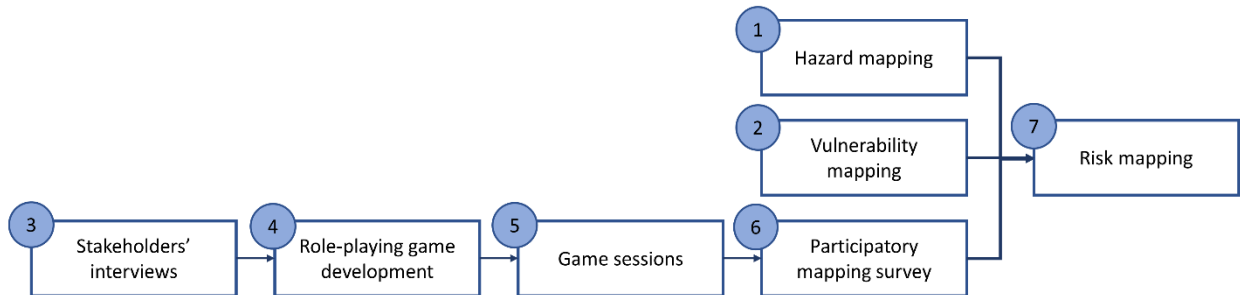 1
Hazard mapping
2
Vulnerability
mapping
7
Risk mapping
3
Stakeholders’
interviews
4
Role-playing game
development
5
Game sessions
6
Participatory
mapping survey